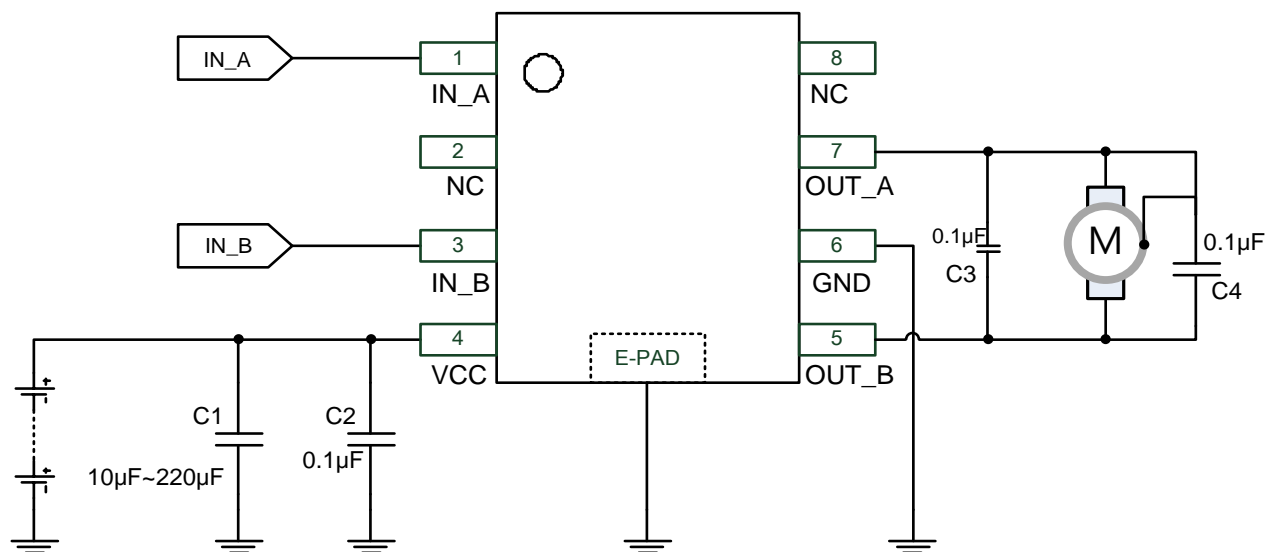 IN_A
1
IN_A
8
NC
2
NC
7
OUT_A
IN_B
3
IN_B
6
GND
0.1µF
C3
M
0.1µF
C4
4
VCC
E-PAD
5
OUT_B
C1
10µF~220µF
C2
0.1µF